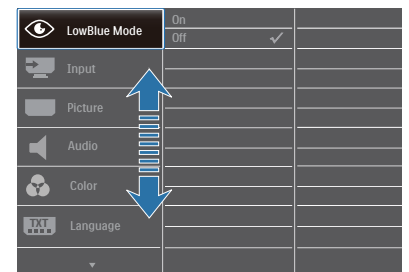 LowBlue Mode
On
Off
Input
Picture
Audio
Color
TXT
Language